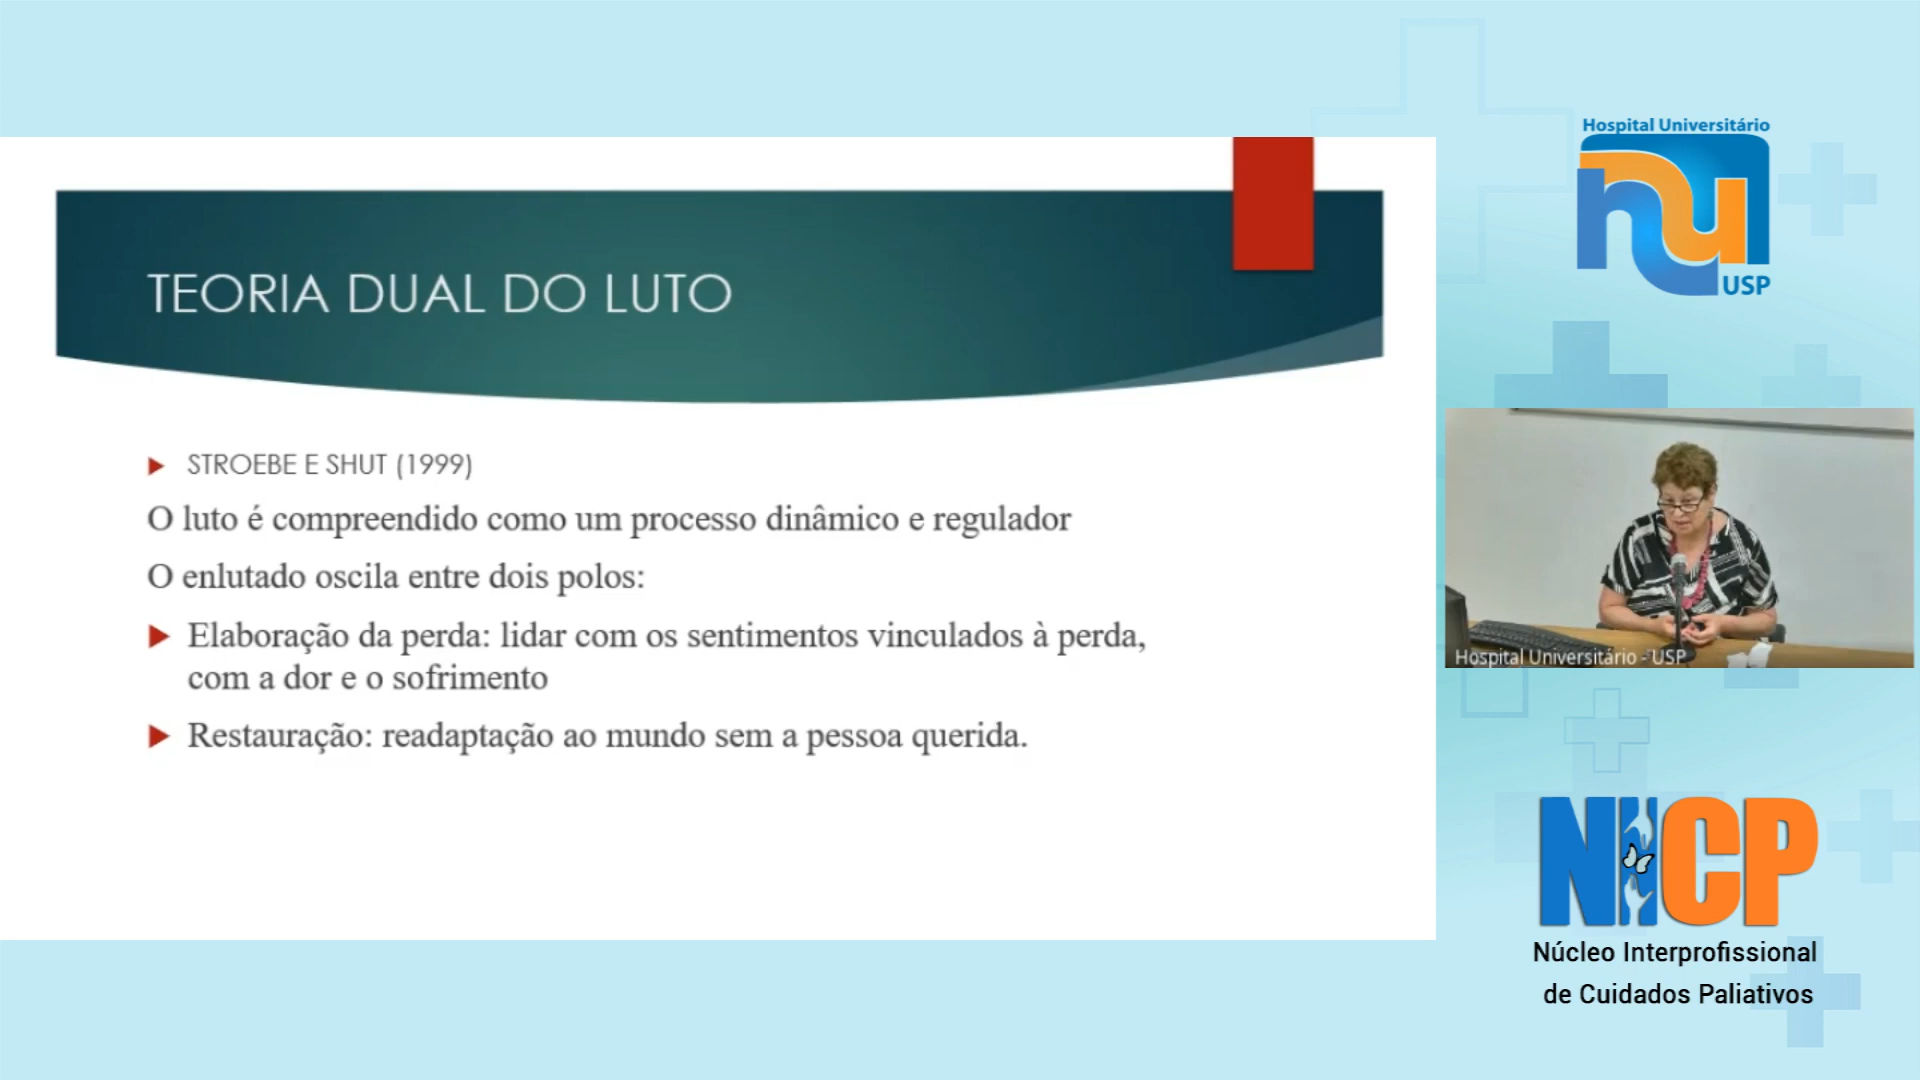 TEORIA DUAL DO LUTO
STROEBE E SHUT (1999)
O luto é compreendido como um processo dinâmico e regulador
O enlutado oscila entre dois polos:
Elaboração da perda: lidar com os sentimentos vinculados à perda,
com a dor e o sofrimento
Restauração: readaptação ao mundo sem a pessoa querida.
Hospital Universitário
hu
USP
Hospital Universitário - USP
NICP
Núcleo Interprofissional
de Cuidados Paliativos